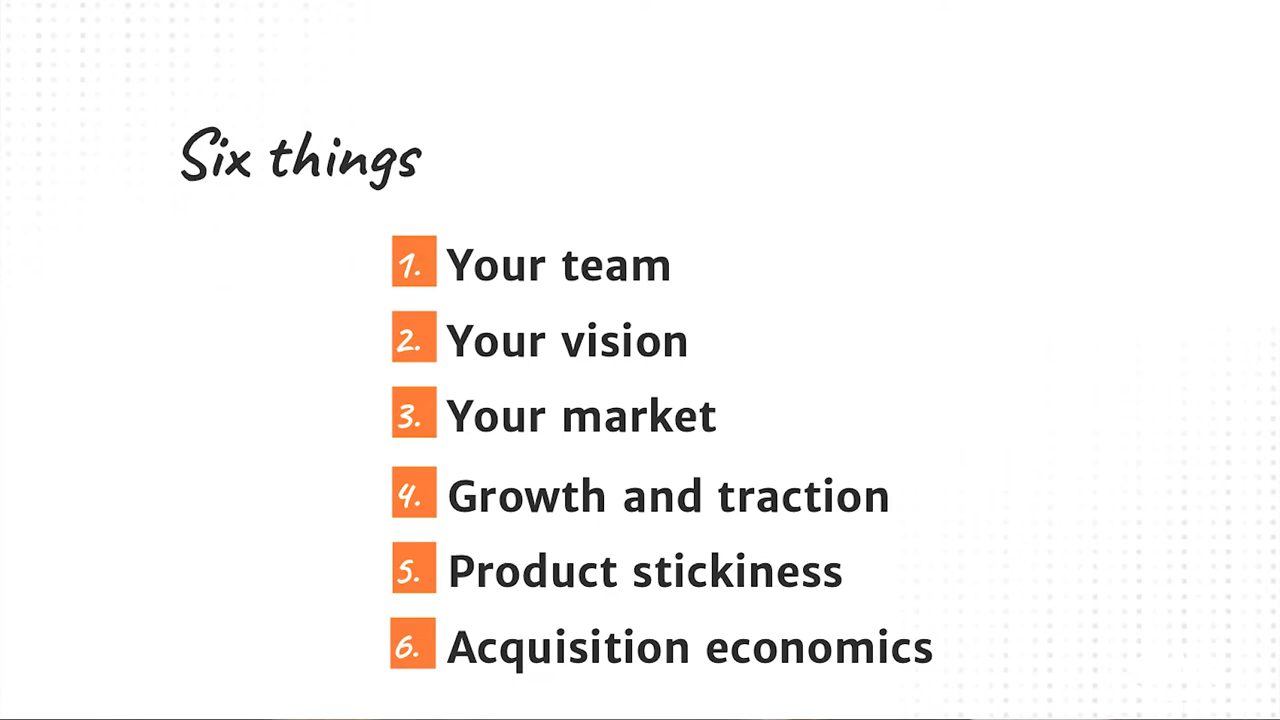 Six things
1. Your team
2. Your vision
3. Your market
4. Growth and traction
5. Product stickiness
6. Acquisition economics